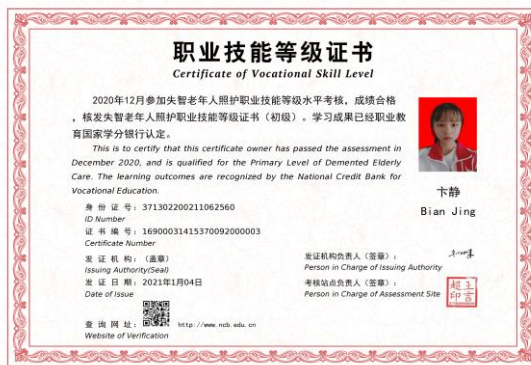 职业技能等级证书
Certificate of Vocational Skill Level
2020年12月参加失智老年人照护职业技能等级水平考核，成绩合格
，核发失智老年人照护职业技能等级证书（初级）。学习成果已经职业教
育国家学分银行认定。
This is to certify that this certificate owner has passed the assessment in
December 2020, and is qualified for the Primary Level of Demented Elderly
Care. The learning outcomes are recognized by the National Credit Bank for
Vocational Education.
卞静
Bian Jing
身 份 证 号：371302200211062560
ID Number
证 书 编 号：16900031415370092000003
Certificate Number
发 证 机 构：（盖章）
Issuing Authority(Seal)
发 证 日 期：2021年1月04日
Date of Issue
发证机构负责人（签章）：
Person in Charge of Issuing Authority
考核站点负责人（签章）：
Person in Charge of Assessment Site
查 询 网 址：
http://www.ncb.edu.cn
Website of Verification